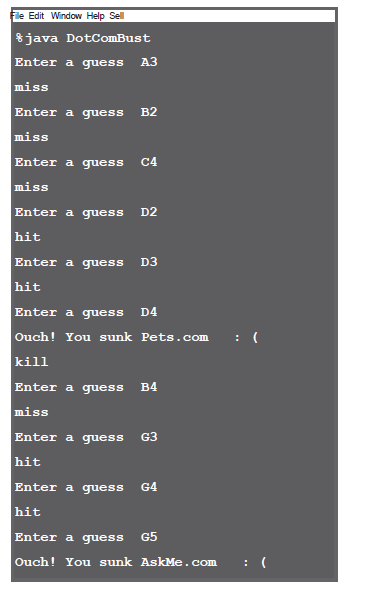 File Edit Window Help Sell
%java DotComBust
Enter a guess A3
miss
Enter a guess B2
miss
Enter a guess C4
miss
Enter a guess D2
hit
Enter a guess D3
hit
Enter a guess D4
Ouch! You sunk Pets.com : (
kill
Enter a guess B4
miss
Enter a guess G3
hit
Enter a guess G4
hit
Enter a guess G5
Ouch! You sunk AskMe.com : (